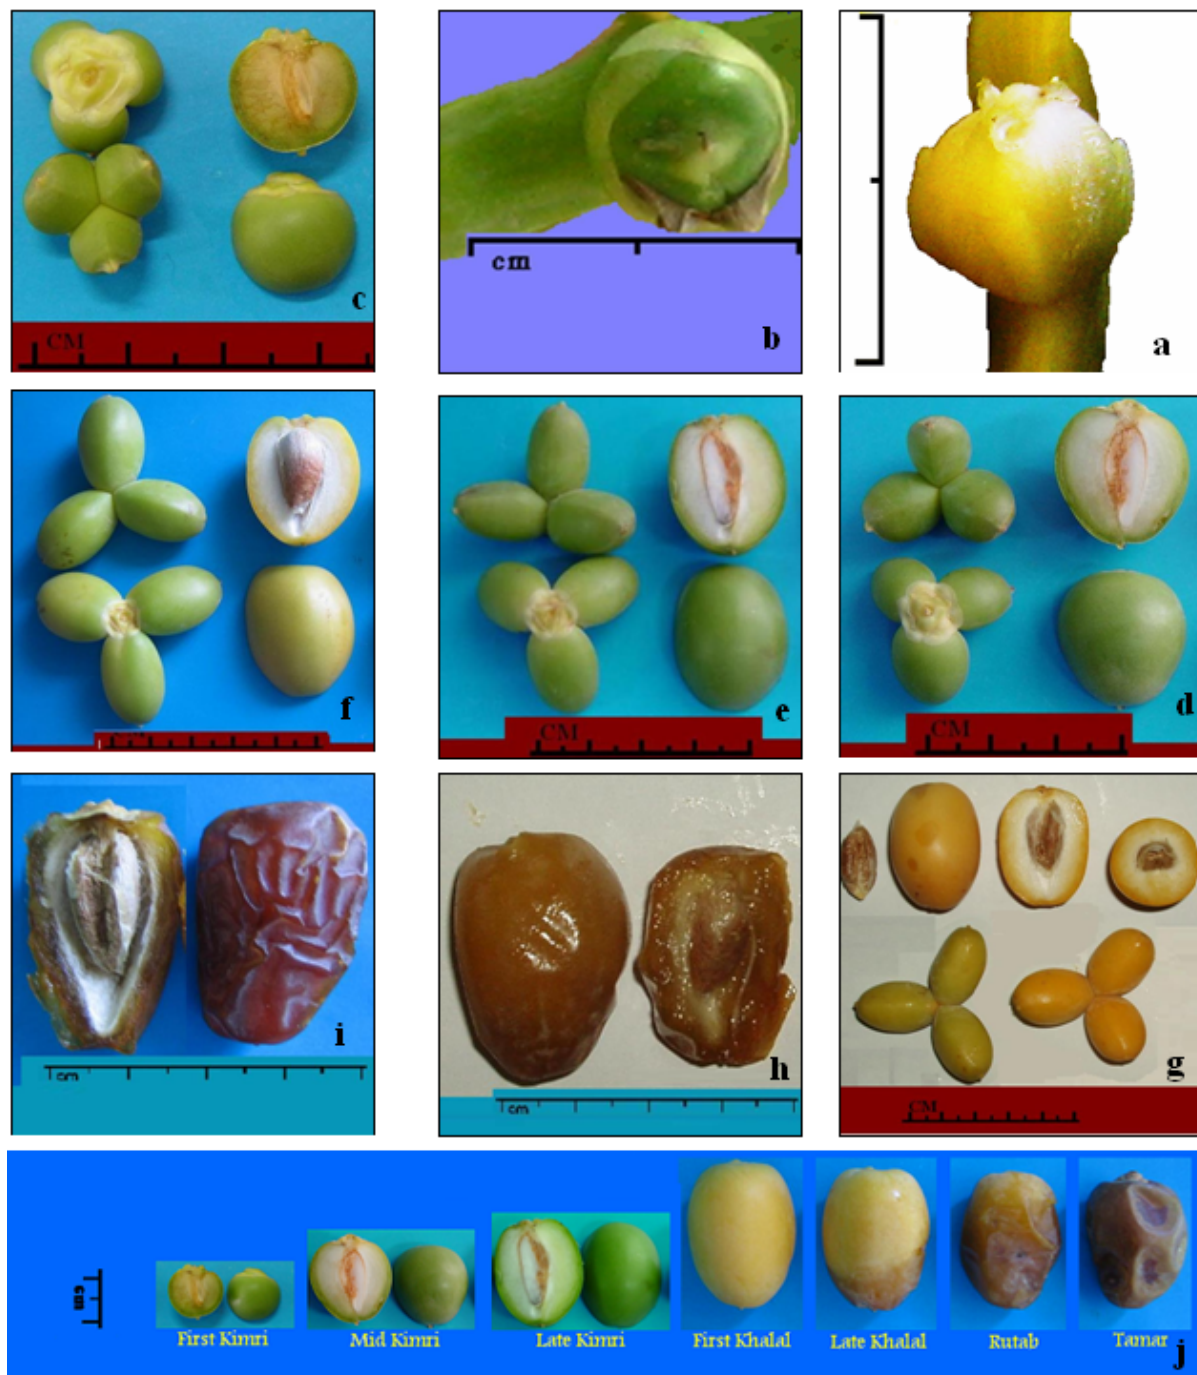 CM
c
cm
b
a
f
CM
e
CM
d
cm
i
cm
h
CM
g
cm
First Kimri
Mid Kimri
Late Kimri
First Khalal
Late Khalal
Rutab
Tamar
j